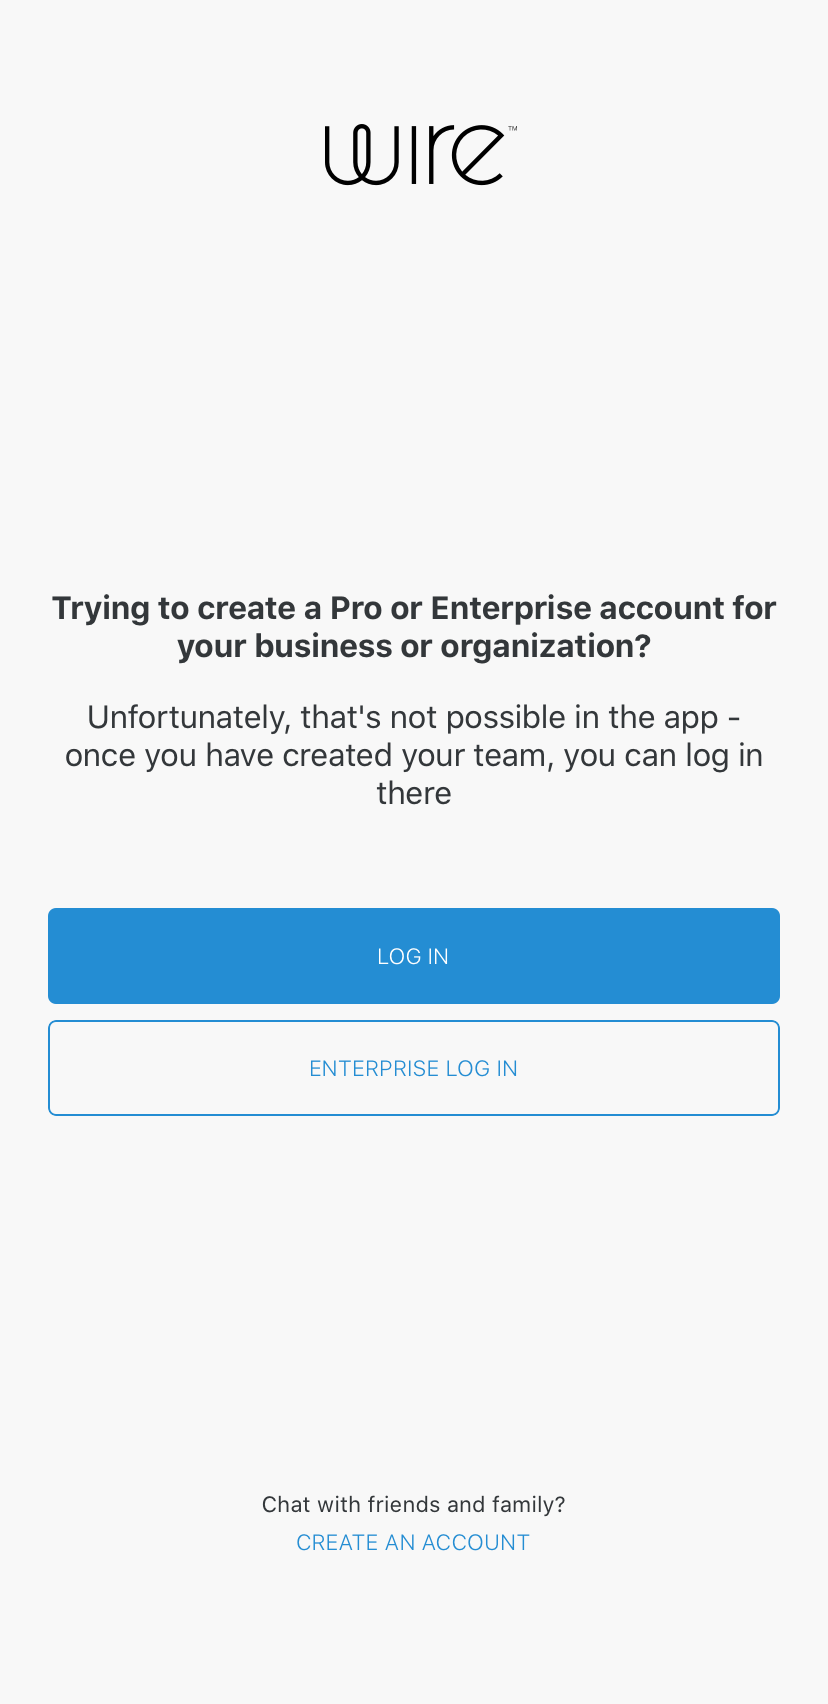 wire™
Trying to create a Pro or Enterprise account for
your business or organization?
Unfortunately, that's not possible in the app -
once you have created your team, you can log in
there
LOG IN
ENTERPRISE LOG IN
Chat with friends and family?
CREATE AN ACCOUNT